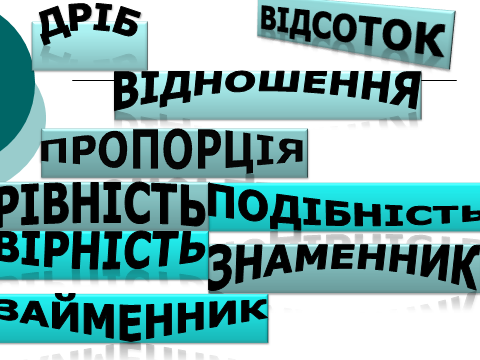 ДРІБ
ВІДСОТОК
ВІДНОШЕННЯ
ПРОПОРЦІЯ
РІВНІСТЬ
ПОДІБНІСТЬ
ВІРНІСТЬ
ЗНАМЕННИК
ЗАЙМЕННИК